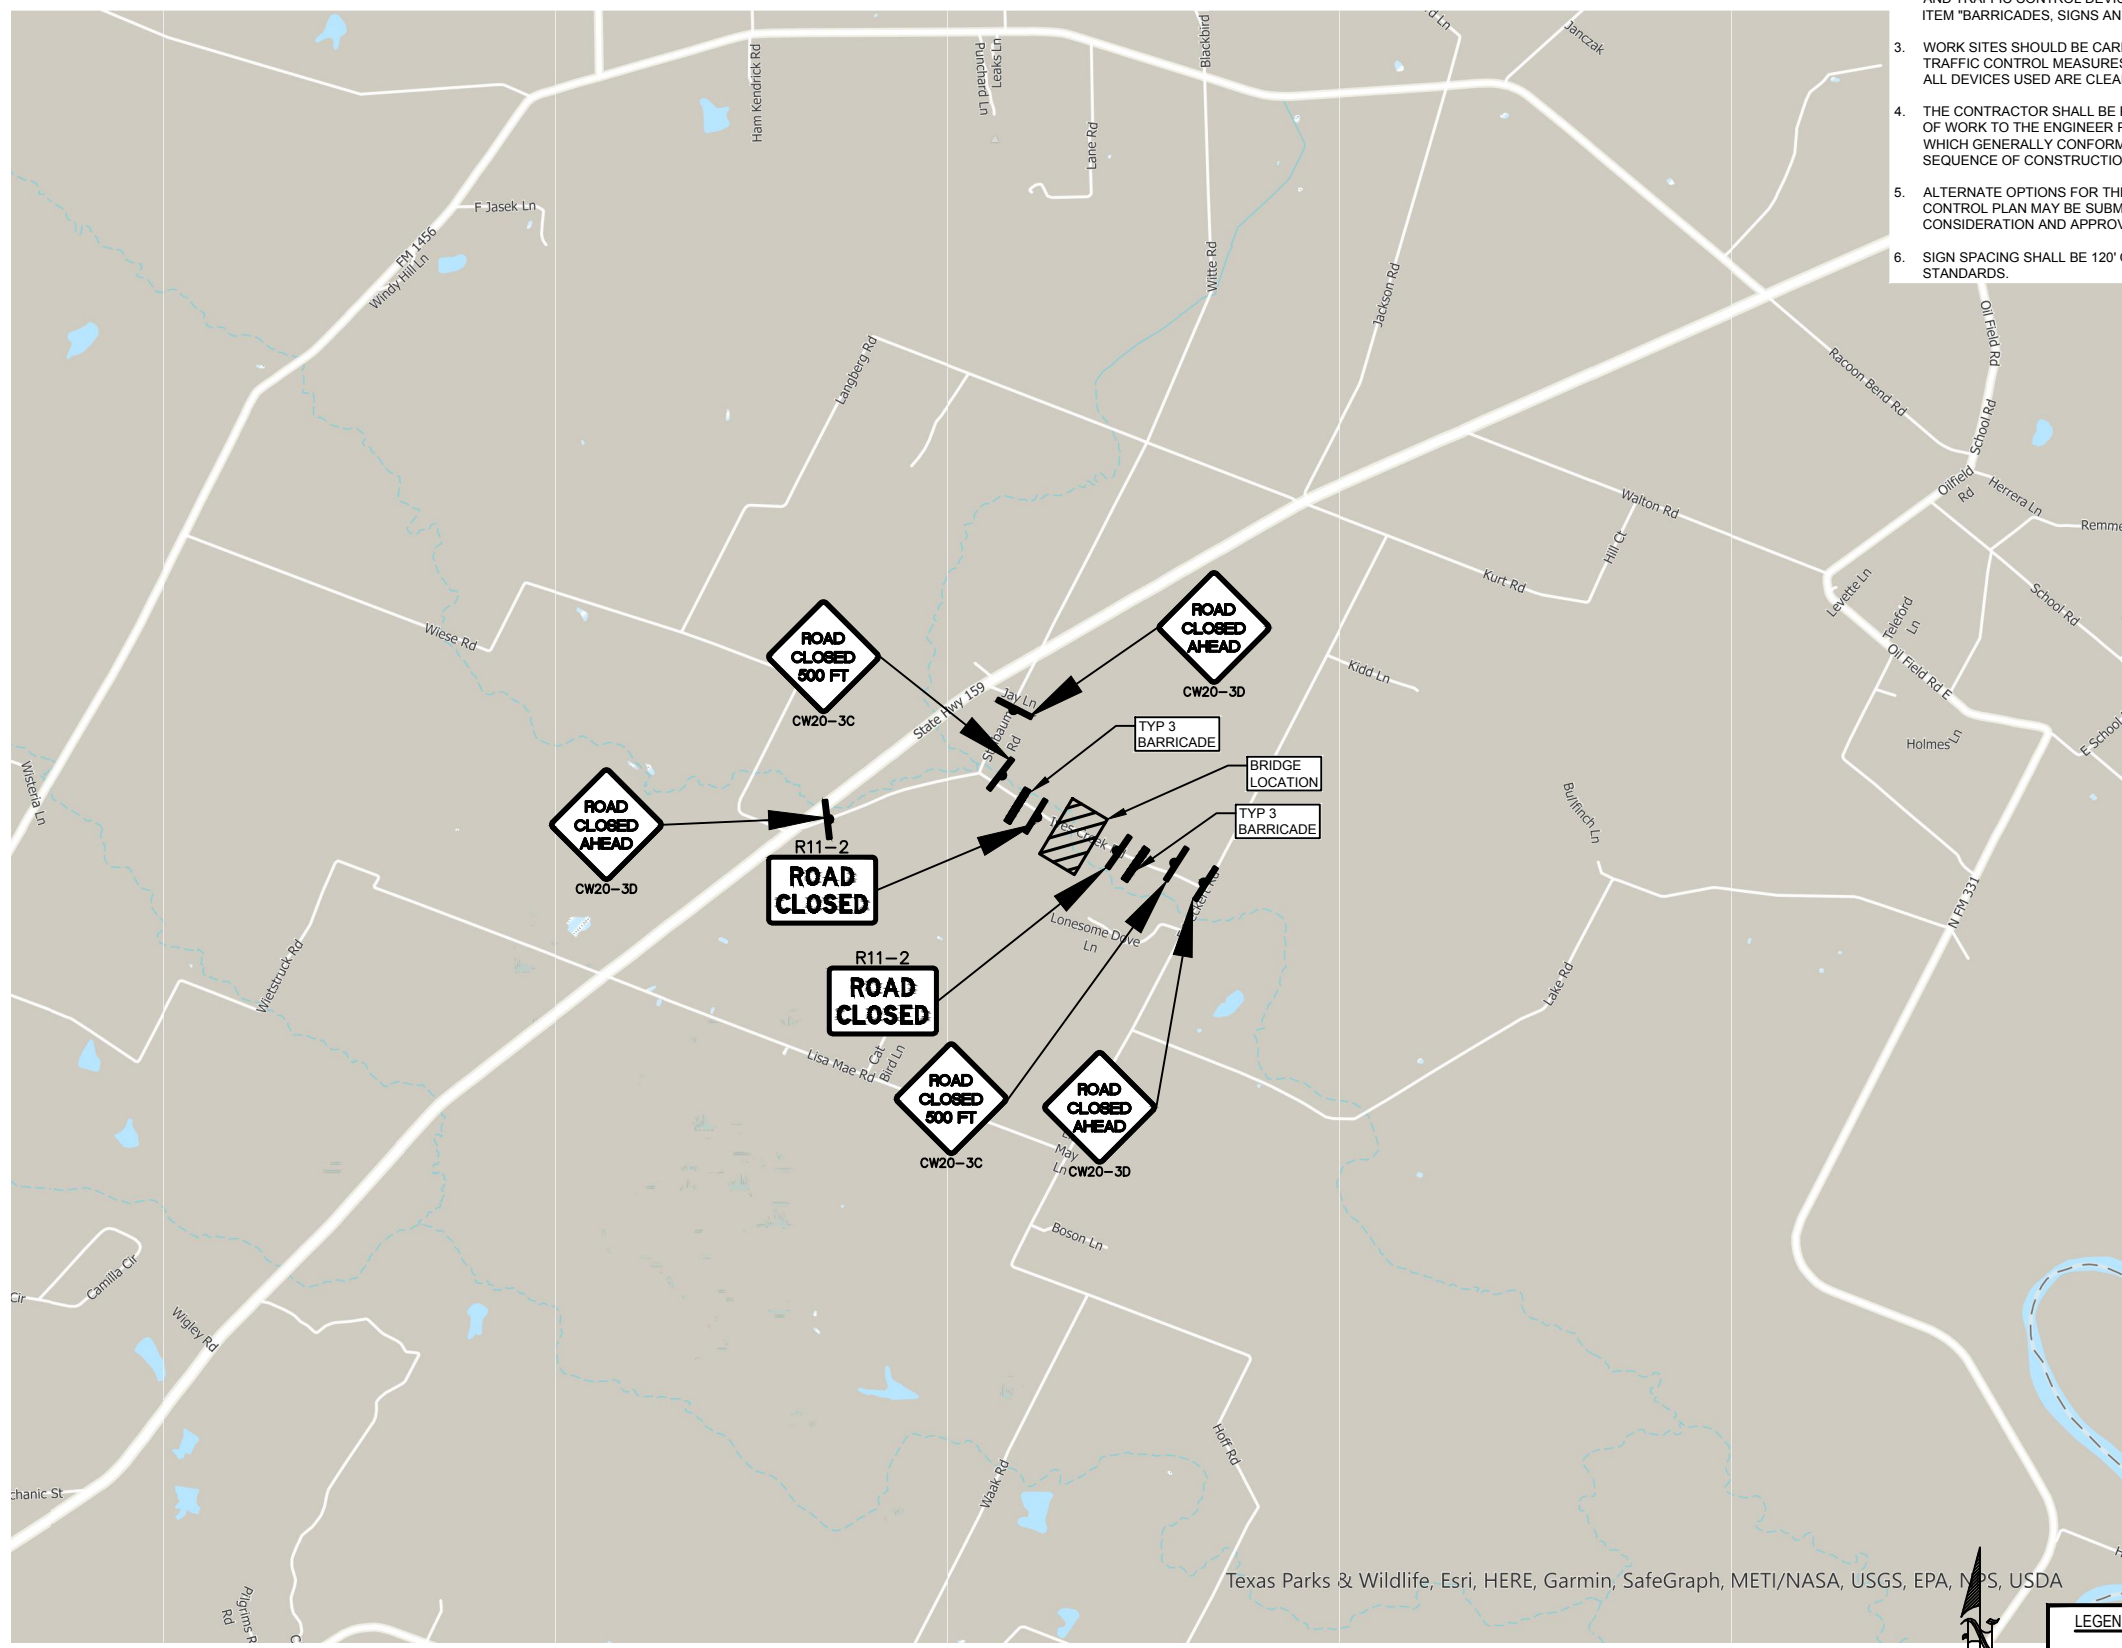 ITEM "BARRICADES, SIGNS AN
3. WORK SITES SHOULD BE CAR
TRAFFIC CONTROL MEASURES
ALL DEVICES USED ARE CLEA
4. THE CONTRACTOR SHALL BE
OF WORK TO THE ENGINEER
WHICH GENERALLY CONFORM
SEQUENCE OF CONSTRUCTIO
5. ALTERNATE OPTIONS FOR TH
CONTROL PLAN MAY BE SUBM
CONSIDERATION AND APPROV
6. SIGN SPACING SHALL BE 120'
STANDARDS.
Ham Kendrick Rd
Punchard Ln
Leaks Ln
Lane Rd
Blackbird
d Ln
Janczak
F Jasek Ln
FM 1456
Windy Hill Ln
Witte Rd
Jackson Rd
Langberg Rd
Oil Field Rd
Racoon Bend Rd
School Rd
Oilfield
Rd
Herrera Ln
Remme
Walton Rd
Hill Ct
Kurt Rd
Levette Ln
Teleford
Ln
School Rd
Oil Field Rd E
E School
Holmes Ln
Wiese Rd
Kidd Ln
State Hwy 159
Jay Ln
Rd
ROAD
CLOSED
500 FT
CW20-3C
ROAD
CLOSED
AHEAD
CW20-3D
TYP 3
BARRICADE
BRIDGE
LOCATION
TYP 3
BARRICADE
ROAD
CLOSED
AHEAD
CW20-3D
R11-2
ROAD
CLOSED
Ives Creek
Lonesome Dove
Ln
R11-2
ROAD
CLOSED
ROAD
CLOSED
500 FT
CW20-3C
ROAD
CLOSED
AHEAD
CW20-3D
Wisteria Ln
Wietstruck Rd
Lisa Mae Rd
Cat
Bird Ln
May
Ln
Bullfinch Ln
Lake Rd
N FM 331
Boson Ln
Camilla Cir
Cir
Wigley Rd
chanic St
Waak Rd
Hoff Rd
Pilgrims R
Rd
Texas Parks & Wildlife, Esri, HERE, Garmin, SafeGraph, METI/NASA, USGS, EPA, NPS, USDA
N
LEGEN